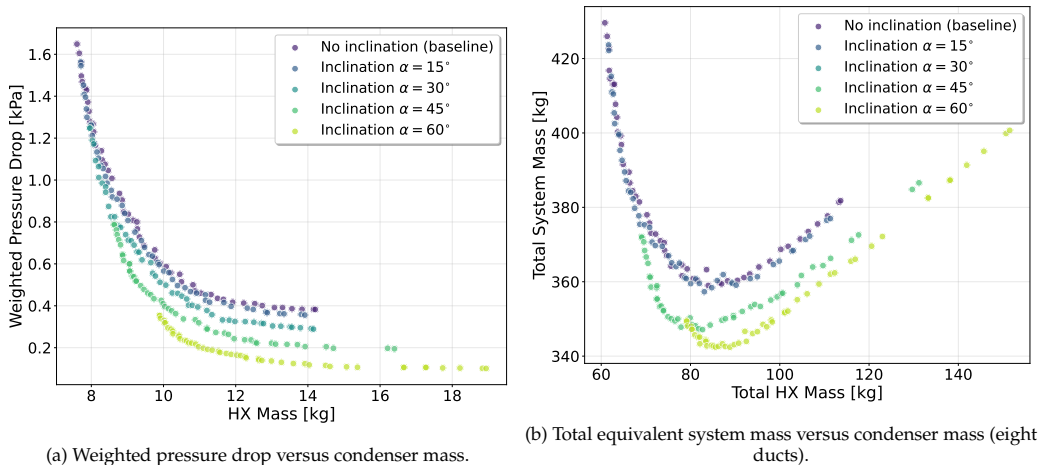 Weighted Pressure Drop [kPa]
1.6
1.4
1.2
1.0
0.8
0.6
0.4
0.2
No inclination (baseline)
Inclination α = 15°
Inclination α = 30°
Inclination α = 45°
Inclination α = 60°
8 10 12 14 16 18
HX Mass [kg]
(a) Weighted pressure drop versus condenser mass.
Total System Mass [kg]
420
400
380
360
340
No inclination (baseline)
Inclination α = 15°
Inclination α = 30°
Inclination α = 45°
Inclination α = 60°
60 80 100 120 140
Total HX Mass [kg]
(b) Total equivalent system mass versus condenser mass (eight
ducts).